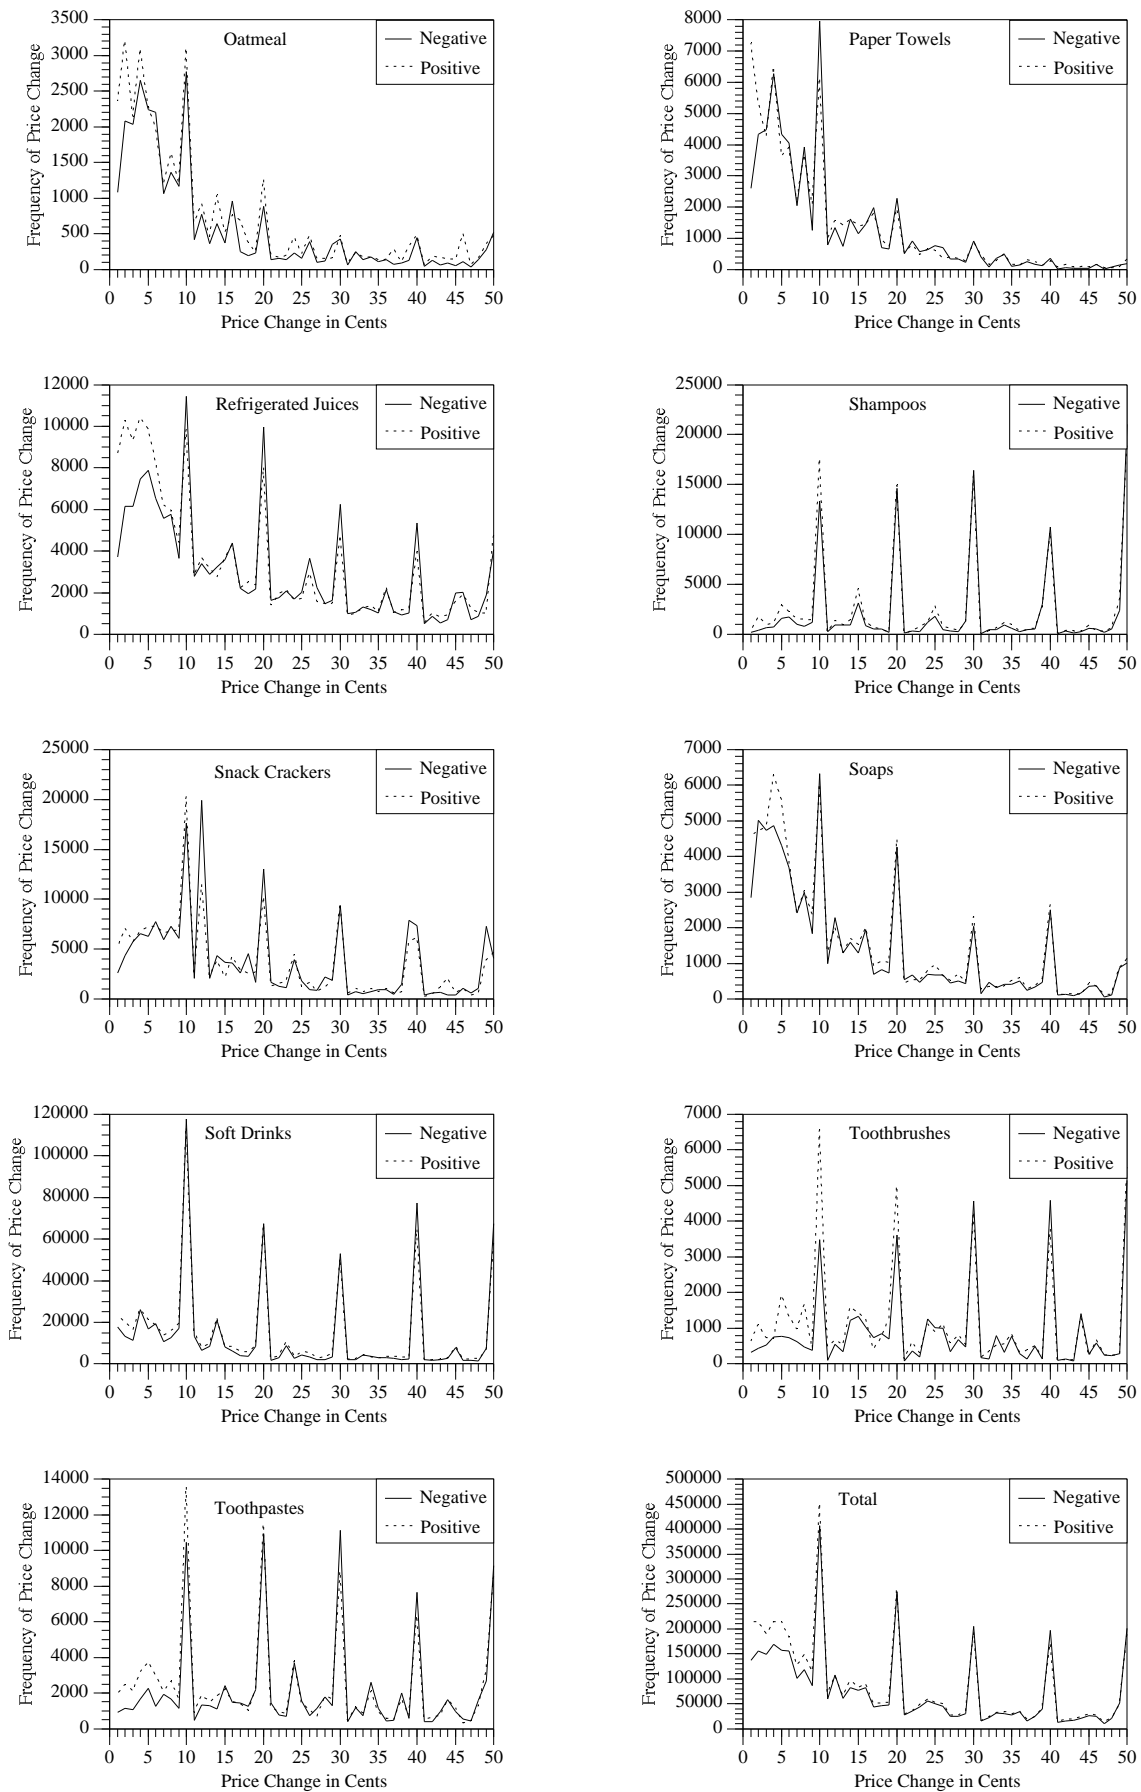 Oatmeal
Negative
Positive
Frequency of Price Change
3500
3000
2500
2000
1500
1000
500
0
0 5 10 15 20 25 30 35 40 45 50
Price Change in Cents
Paper Towels
Negative
Positive
Frequency of Price Change
8000
7000
6000
5000
4000
3000
2000
1000
0
0 5 10 15 20 25 30 35 40 45 50
Price Change in Cents
Refrigerated Juices
Negative
Positive
Frequency of Price Change
12000
10000
8000
6000
4000
2000
0
0 5 10 15 20 25 30 35 40 45 50
Price Change in Cents
Shampoos
Negative
Positive
Frequency of Price Change
25000
20000
15000
10000
5000
0
0 5 10 15 20 25 30 35 40 45 50
Price Change in Cents
Snack Crackers
Negative
Positive
Frequency of Price Change
25000
20000
15000
10000
5000
0
0 5 10 15 20 25 30 35 40 45 50
Price Change in Cents
Soaps
Negative
Positive
Frequency of Price Change
7000
6000
5000
4000
3000
2000
1000
0
0 5 10 15 20 25 30 35 40 45 50
Price Change in Cents
Soft Drinks
Negative
Positive
Frequency of Price Change
120000
100000
80000
60000
40000
20000
0
0 5 10 15 20 25 30 35 40 45 50
Price Change in Cents
Toothbrushes
Negative
Positive
Frequency of Price Change
7000
6000
5000
4000
3000
2000
1000
0
0 5 10 15 20 25 30 35 40 45 50
Price Change in Cents
Toothpastes
Negative
Positive
Frequency of Price Change
14000
12000
10000
8000
6000
4000
2000
0
0 5 10 15 20 25 30 35 40 45 50
Price Change in Cents
Total
Negative
Positive
Frequency of Price Change
500000
450000
400000
350000
300000
250000
200000
150000
100000
50000
0
0 5 10 15 20 25 30 35 40 45 50
Price Change in Cents